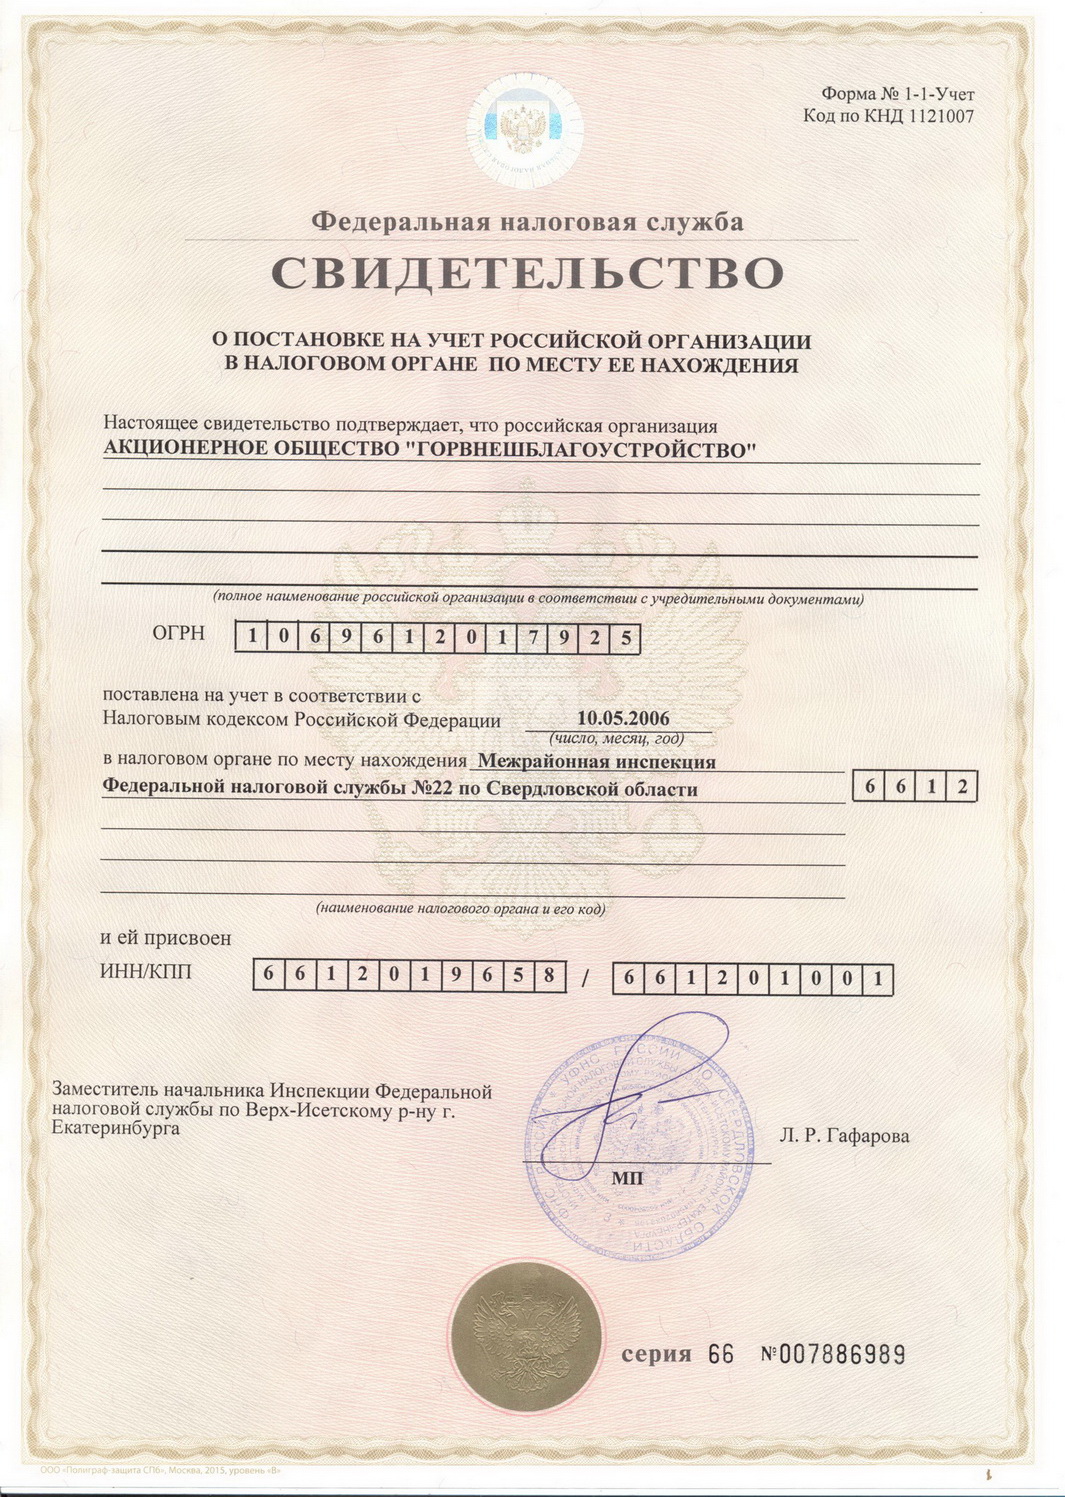 Форма № 1-1-Учет
Код по КНД 1121007
Федеральная налоговая служба
СВИДЕТЕЛЬСТВО
О ПОСТАНОВКЕ НА УЧЕТ РОССИЙСКОЙ ОРГАНИЗАЦИИ
В НАЛОГОВОМ ОРГАНЕ ПО МЕСТУ ЕЕ НАХОЖДЕНИЯ
Настоящее свидетельство подтверждает, что российская организация
АКЦИОНЕРНОЕ ОБЩЕСТВО "ГОРВНЕШБЛАГОУСТРОЙСТВО"
(полное наименование российской организации в соответствии с учредительными документами)
ОГРН 1069612017925
поставлена на учет в соответствии с
Налоговым кодексом Российской Федерации 10.05.2006
(число, месяц, год)
в налоговом органе по месту нахождения Межрайонная инспекция
Федеральной налоговой службы №22 по Свердловской области 6612
(наименование налогового органа и его код)
и ей присвоен
ИНН/КПП 6612019658 / 661201001
Заместитель начальника Инспекции Федеральной
налоговой службы по Верх-Исетскому р-ну г.
Екатеринбурга
Л. Р. Гафарова
МП
серия 66 №007886989
ООО «Полиграф-защита СПб», Москва, 2015, уровень «В»